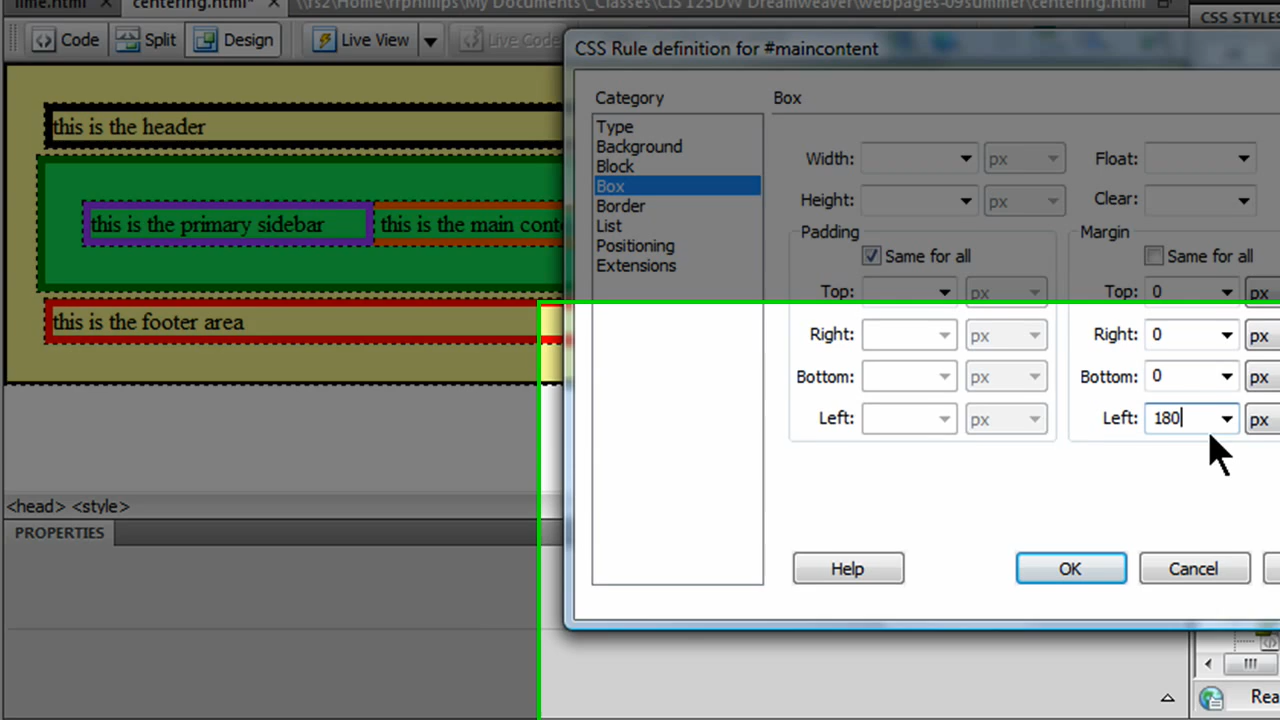 lime.html × centering.html* × \\fs2\Home\frphillips\My Documents\_Classes\CIS 125DW Dreamweaver\webpages-09summer\centering.html
CSS STYLES
Code Split Design Live View Live Code
CSS Rule definition for #maincontent
Category Box
Type
Background
Block
Box
Border
List
Positioning
Extensions
Width: px Float:
Height: px Clear:
Padding Margin
Same for all Same for all
Top: px Top: 0 px
Right: px Right: 0 px
Bottom: px Bottom: 0 px
Left: px Left: 180 px
Help OK Cancel
this is the header
this is the primary sidebar this is the main conte
this is the footer area
<head> <style>
PROPERTIES
Rea